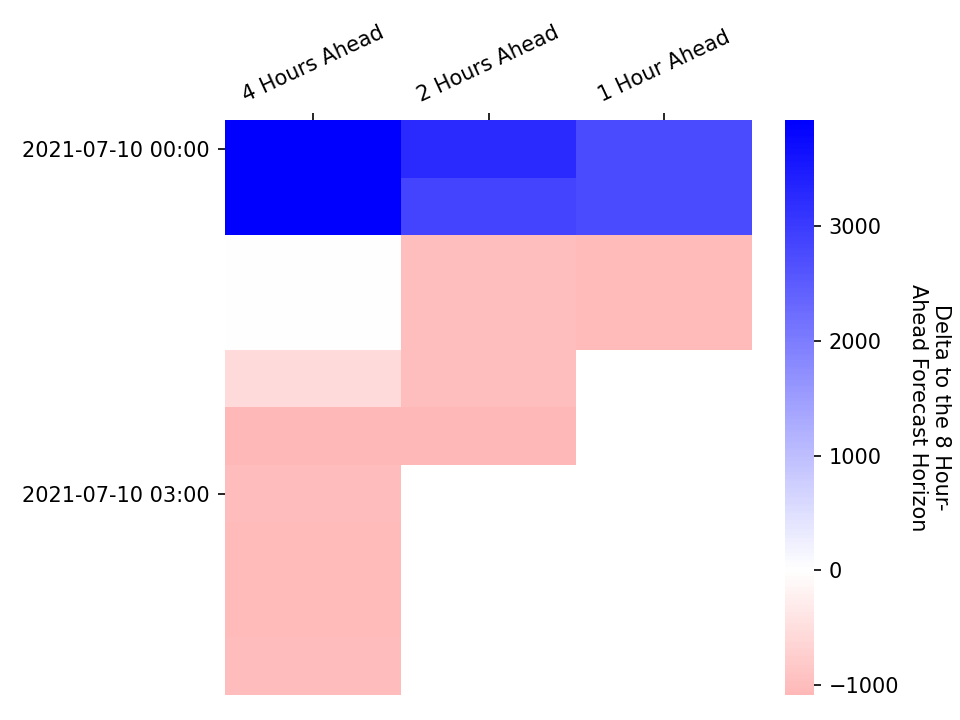 4 Hours Ahead
2 Hours Ahead
1 Hour Ahead
2021-07-10 00:00
2021-07-10 03:00
3000
2000
1000
0
−1000
Delta to the 8 Hour-
Ahead Forecast Horizon